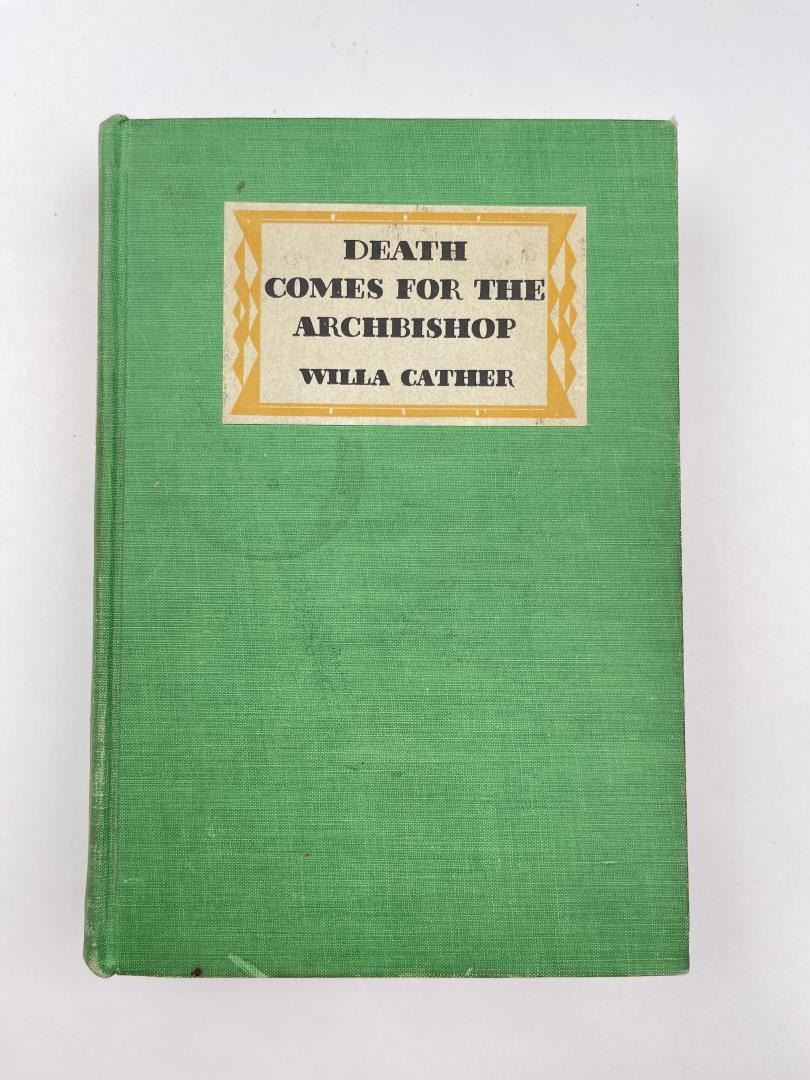 DEATH
COMES FOR THE
ARCHBISHOP
WILLA CATHER